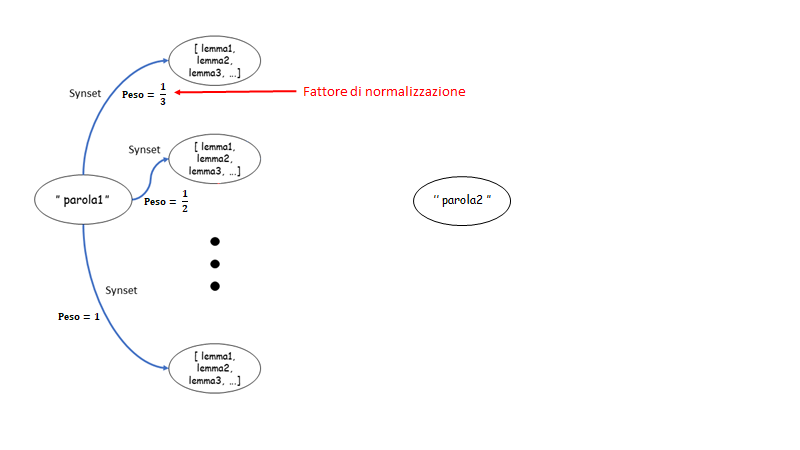 [ lemma1,
lemma2,
lemma3, ...]
Synset
Peso = 1/3
Fattore di normalizzazione
Synset
[ lemma1,
lemma2,
lemma3, ...]
" parola1 "
Peso = 1/2
" parola2 "
Synset
Peso = 1
[ lemma1,
lemma2,
lemma3, ...]